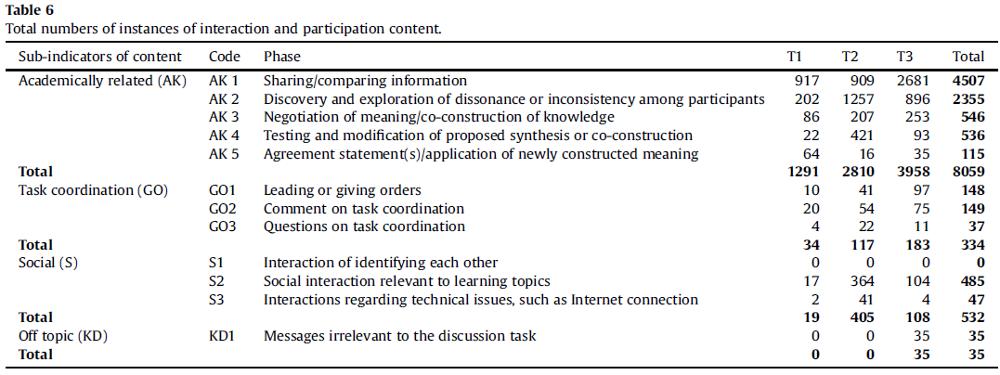 Table 6
Total numbers of instances of interaction and participation content.
Sub-indicators of content Code Phase T1 T2 T3 Total
Academically related (AK) AK 1 Sharing/comparing information 917 909 2681 4507
AK 2 Discovery and exploration of dissonance or inconsistency among participants 202 1257 896 2355
AK 3 Negotiation of meaning/co-construction of knowledge 86 207 253 546
AK 4 Testing and modification of proposed synthesis or co-construction 22 421 93 536
AK 5 Agreement statement(s)/application of newly constructed meaning 64 16 35 115
Total 1291 2810 3958 8059
Task coordination (GO) GO1 Leading or giving orders 10 41 97 148
GO2 Comment on task coordination 20 54 75 149
GO3 Questions on task coordination 4 22 11 37
Total 34 117 183 334
Social (S) S1 Interaction of identifying each other 0 0 0 0
S2 Social interaction relevant to learning topics 17 364 104 485
S3 Interactions regarding technical issues, such as Internet connection 2 41 4 47
Total 19 405 108 532
Off topic (KD) KD1 Messages irrelevant to the discussion task 0 0 35 35
Total 0 0 35 35